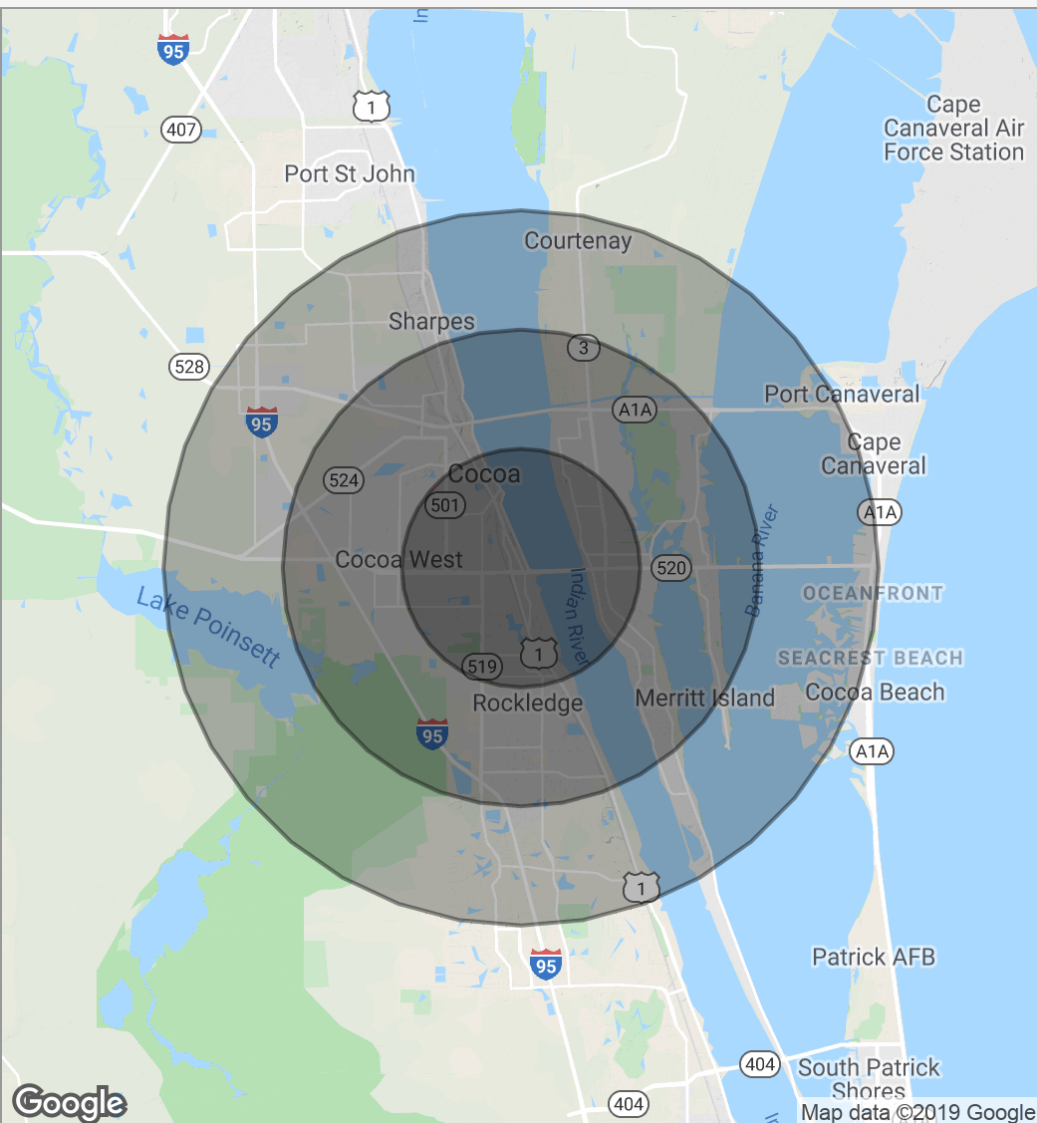 In
95
1
407
Cape
Canaveral Air
Force Station
Port St John
Courtenay
Sharpes
3
528
Port Canaveral
A1A
95
Cape
Canaveral
Cocoa
524
501
A1A
Banana River
Cocoa West
520
Indian River
OCEANFRONT
Lake Poinsett
1
SEACREST BEACH
519
Cocoa Beach
Rockledge
Merritt Island
95
A1A
1
Patrick AFB
95
404
South Patrick
Shores
404
Google
Map data ©2019 Google